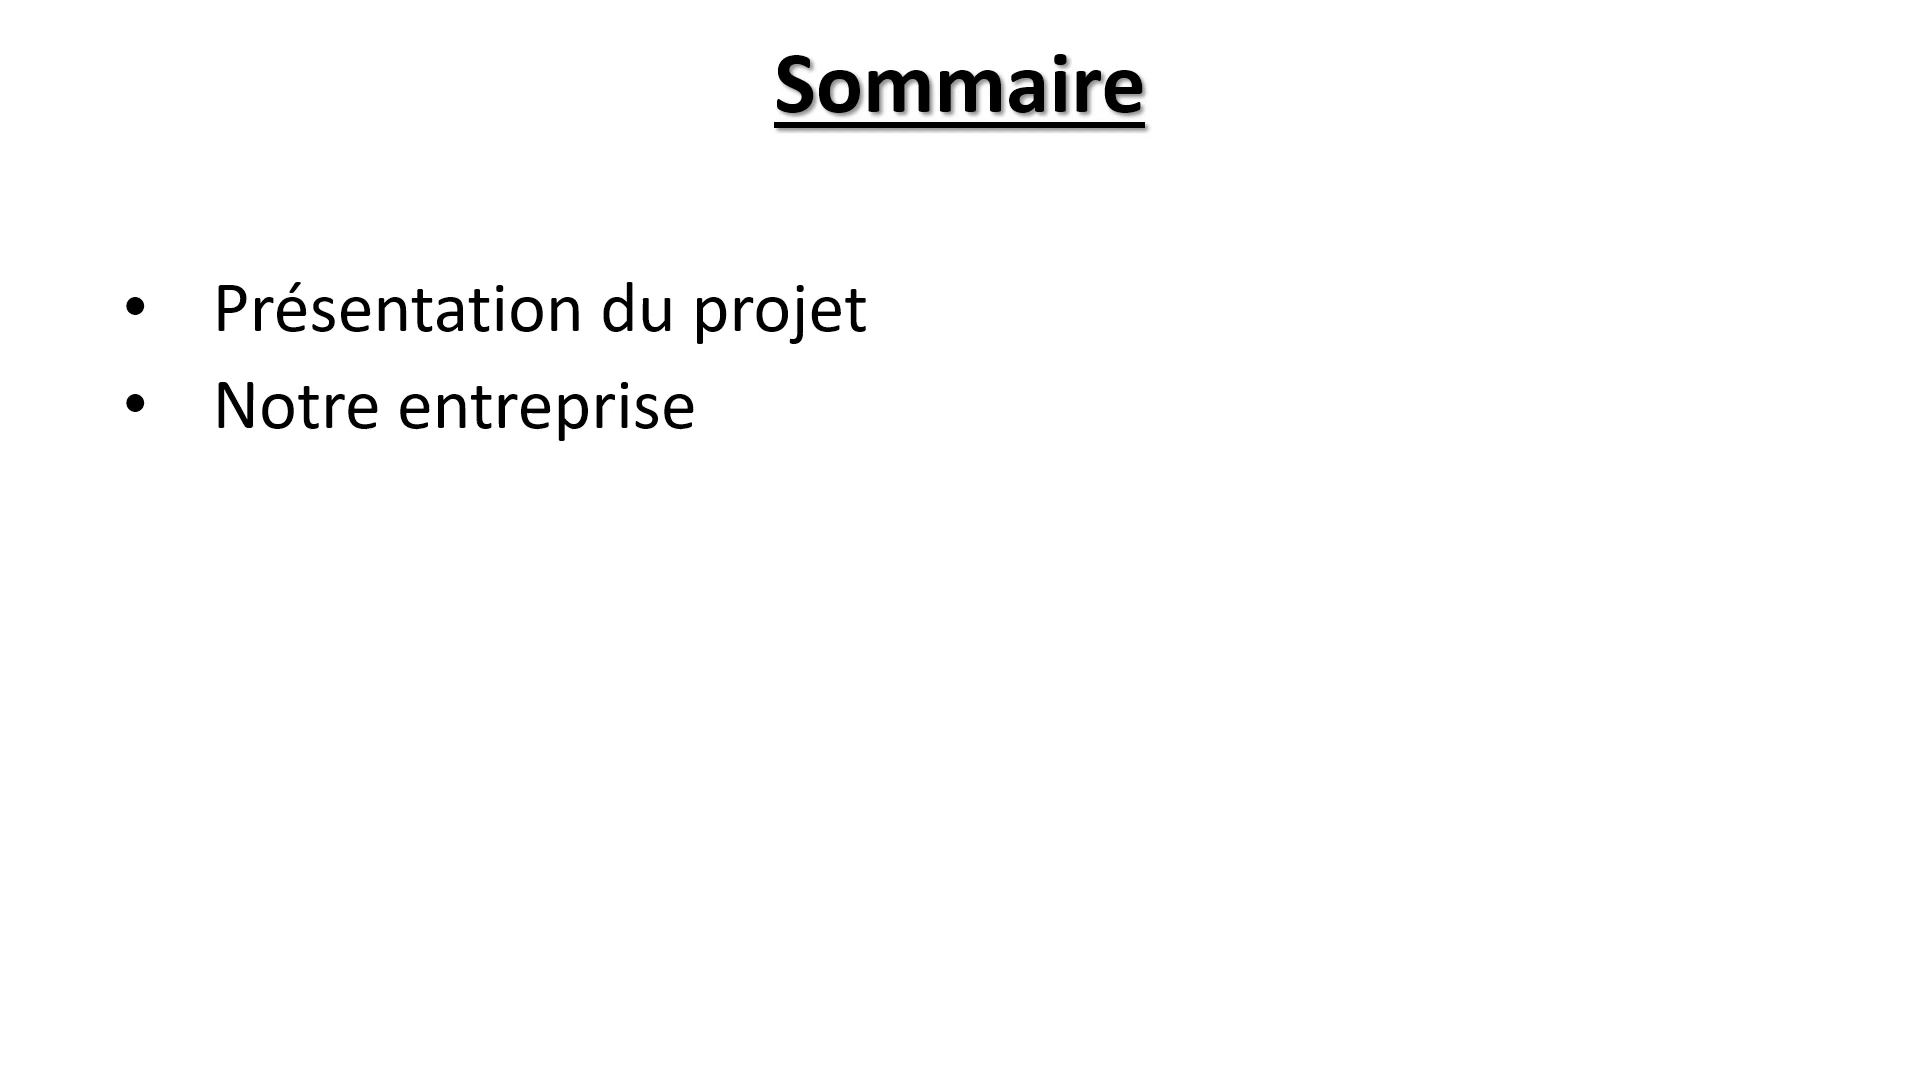 Sommaire
• Présentation du projet
• Notre entreprise